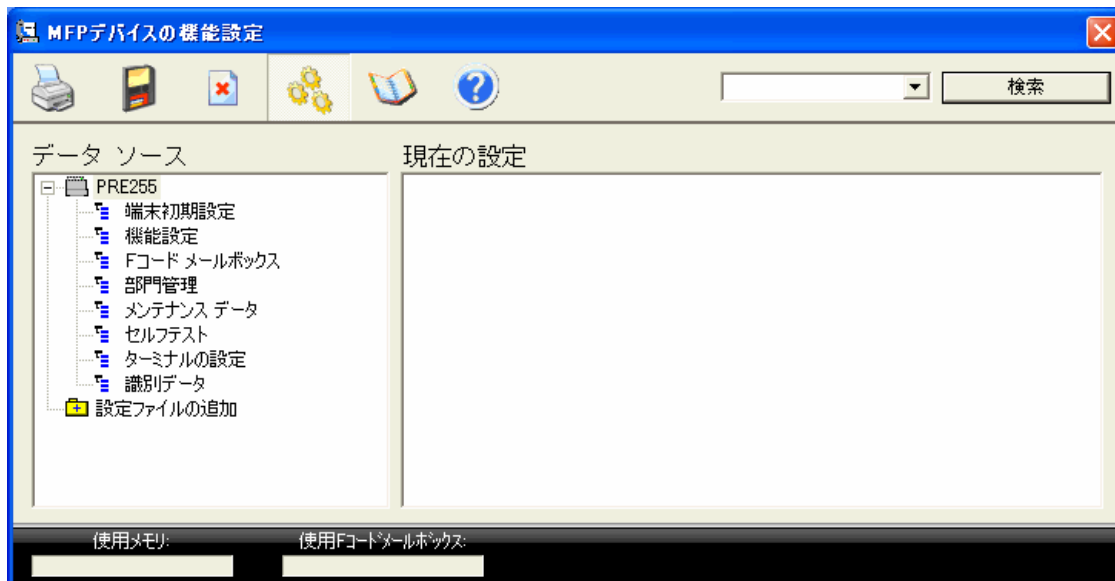 MFPデバイスの機能設定
検索
データ ソース
現在の設定
PRE255
端末初期設定
機能設定
Fコード メールボックス
部門管理
メンテナンス データ
セルフテスト
ターミナルの設定
識別データ
設定ファイルの追加
使用メモリ:
使用Fコードメールボックス: